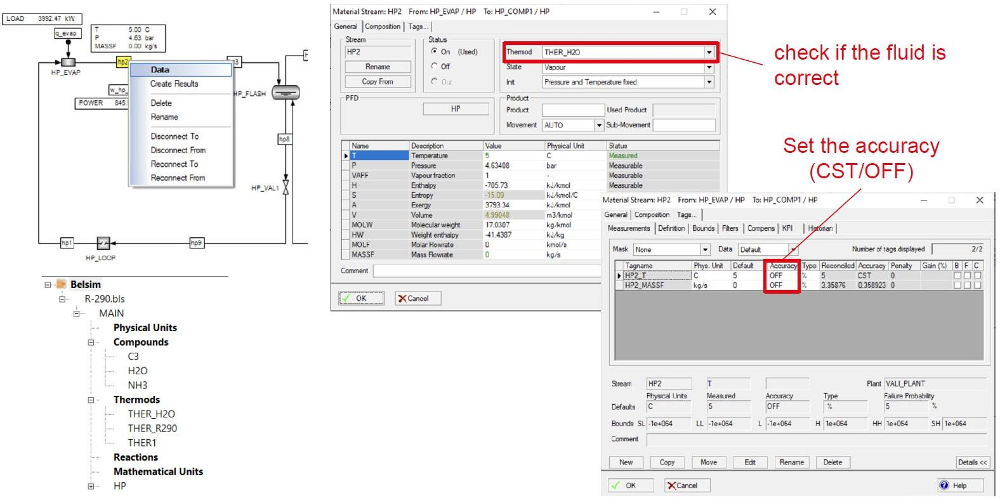 LOAD 3992.47 kW
q_evap
T 5.00 C
P 4.63 bar
MASSF 0.00 kg/s
hp2
p3
HP_EVAP
Data
Create Results
Delete
Rename
Disconnect To
Disconnect From
Reconnect To
Reconnect From
w_hp_
POWER 845.
HP_FLASH
hp8
HP_VAL1
hp1
hp9
HP_LOOP
Belsim
R-290.bls
MAIN
Physical Units
Compounds
C3
H2O
NH3
Thermods
THER_H2O
THER_R290
THER1
Reactions
Mathematical Units
HP
Material Stream: HP2 From: HP_EVAP / HP To: HP_COMP1 / HP
General Composition Tags...
Stream
HP2
Rename
Copy From
Status
On (Used)
Off
Out
Thermod THER_H2O
State Vapour
Init Pressure and Temperature fixed
PFD
HP
Product
Product Used Product
Movement AUTO Sub-Movement
Name Description Value Physical Unit Status
T Temperature 5 C Measured
P Pressure 4.63408 bar Measurable
VAPF Vapour fraction 1 - Measurable
H Enthalpy -705.73 kJ/kmol Measurable
S Entropy -15.09 kJ/kmol/C Measurable
A Exergy 3793.34 kJ/kmol
V Volume 4.99048 m3/kmol
MOLW Molecular weight 17.0307 kg/kmol
HW Weight enthalpy -41.4387 kJ/kg
MOLF Molar Flowrate 0 kmol/s
MASSF Mass Flowrate 0 kg/s
Comment
OK Cancel
check if the fluid is
correct
Set the accuracy
(CST/OFF)
Material Stream: HP2 From: HP_EVAP / HP To: HP_COMP1 / HP
General Composition Tags...
Measurements Definition Bounds Filters Compens KPI Historian
Mask None Data Default Number of tags displayed 2/2
Tagname Phys. Unit Default Accuracy Type Reconciled Accuracy Penalty Gain (%) B F C
HP2_T C 5 OFF % 5 CST 0
HP2_MASSF kg/s 0 OFF % 3.35876 0.358923 0
Stream HP2 T Plant VALI_PLANT
Physical Units Measured Accuracy Type Failure Probability
Defaults C 5 OFF % 5 %
Bounds SL -1e+064 LL -1e+064 L -1e+064 H 1e+064 HH 1e+064 SH 1e+064
Comment
New Copy Move Edit Rename Delete Details <<
OK Cancel Help